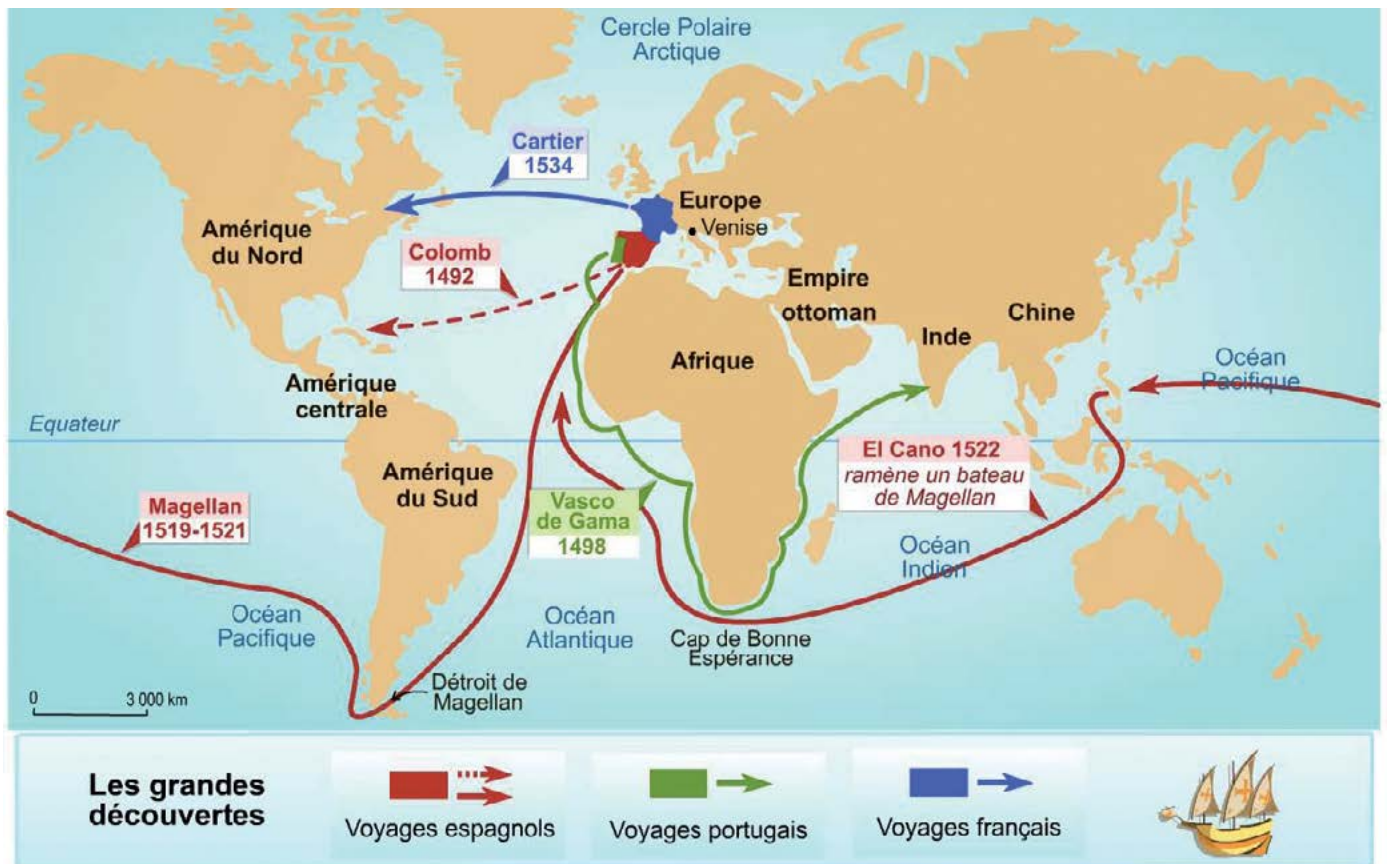 Cercle Polaire
Arctique
Cartier
1534
Europe
Venise
Amérique
du Nord
Colomb
1492
Empire
ottoman
Chine
Inde
Afrique
Océan
Pacifique
Amérique
centrale
Equateur
El Cano 1522
ramène un bateau
de Magellan
Amérique
du Sud
Magellan
1519-1521
Vasco
de Gama
1498
Océan
Indien
Océan
Pacifique
Océan
Atlantique
Cap de Bonne
Espérance
Détroit de
Magellan
0 3 000 km
Les grandes
découvertes
Voyages espagnols
Voyages portugais
Voyages français